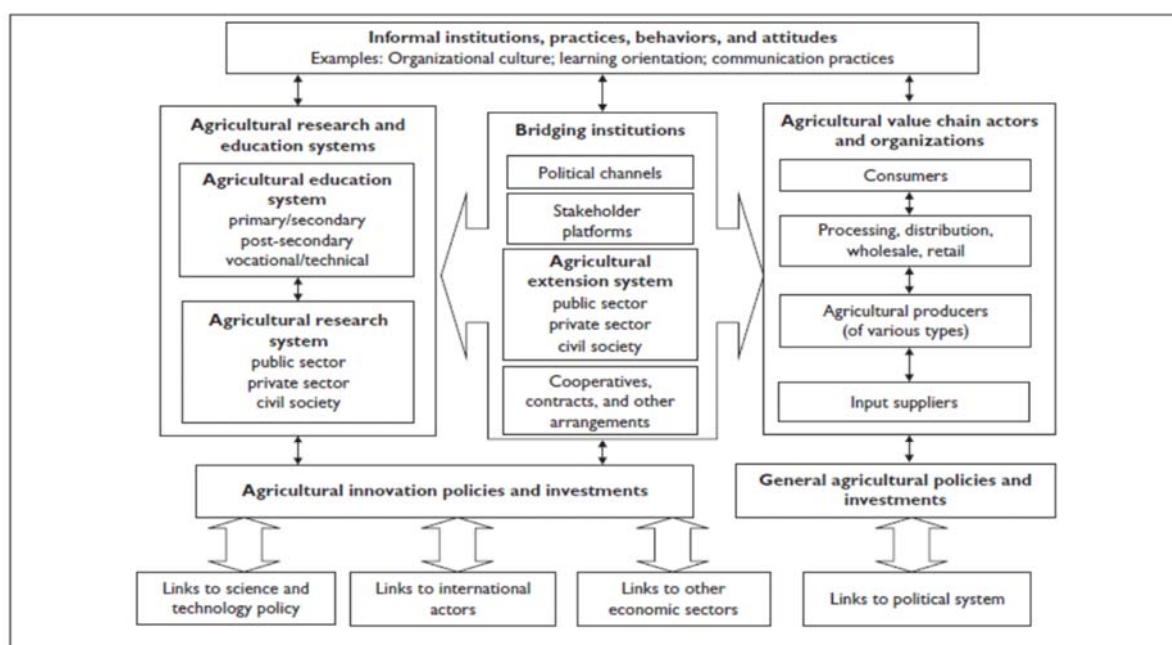 Informal institutions, practices, behaviors, and attitudes
Examples: Organizational culture; learning orientation; communication practices
Agricultural research and
education systems
Agricultural education
system
primary/secondary
post-secondary
vocational/technical
Agricultural research
system
public sector
private sector
civil society
Bridging institutions
Political channels
Stakeholder
platforms
Agricultural
extension system
public sector
private sector
civil society
Cooperatives,
contracts, and other
arrangements
Agricultural value chain actors
and organizations
Consumers
Processing, distribution,
wholesale, retail
Agricultural producers
(of various types)
Input suppliers
Agricultural innovation policies and investments
General agricultural policies and
investments
Links to science and
technology policy
Links to international
actors
Links to other
economic sectors
Links to political system